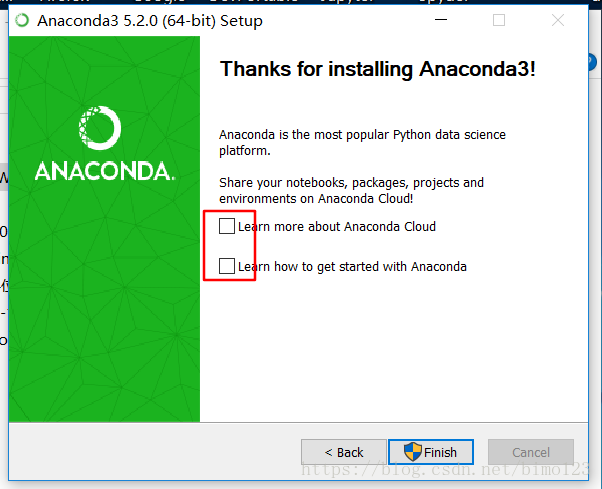 Anaconda3 5.2.0 (64-bit) Setup
Thanks for installing Anaconda3!
ANACONDA.
Anaconda is the most popular Python data science
platform.
Share your notebooks, packages, projects and
environments on Anaconda Cloud!
Learn more about Anaconda Cloud
Learn how to get started with Anaconda
< Back
Finish
Cancel
https://blog.csdn.net/bimo123